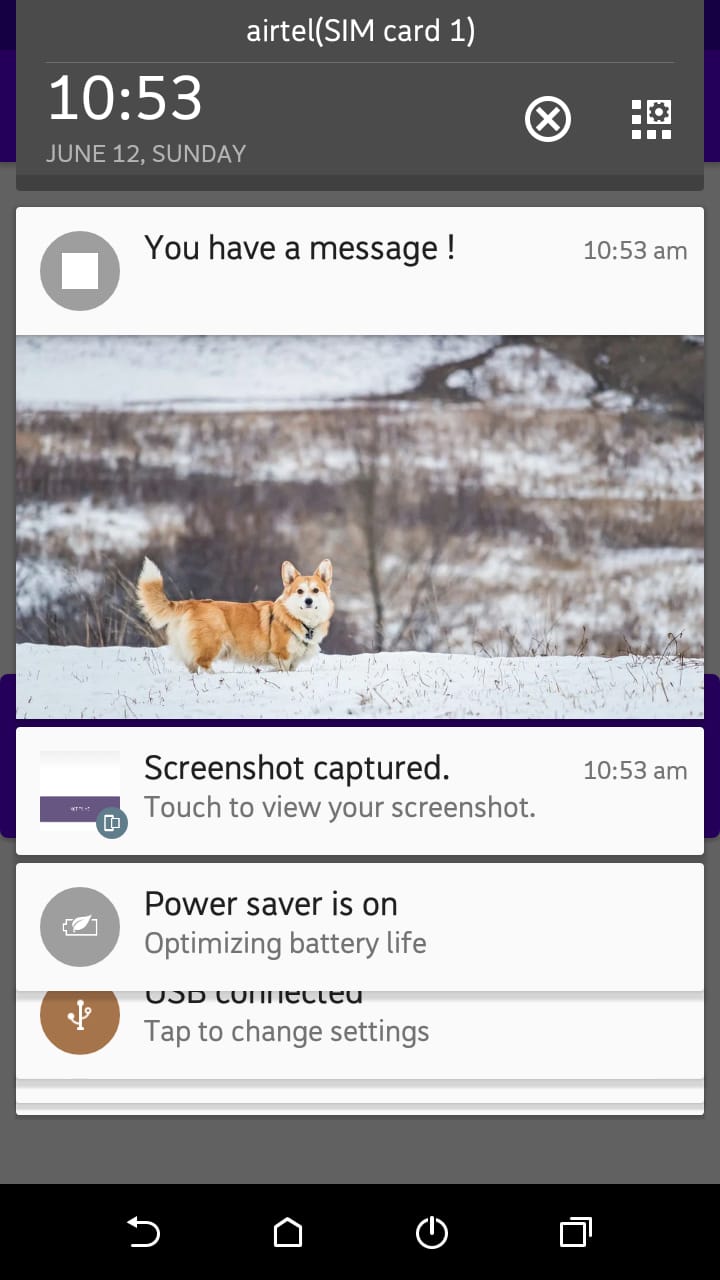 airtel(SIM card 1)
10:53
JUNE 12, SUNDAY
You have a message !
10:53 am
Screenshot captured.
10:53 am
Touch to view your screenshot.
Power saver is on
Optimizing battery life
USB connected
Tap to change settings